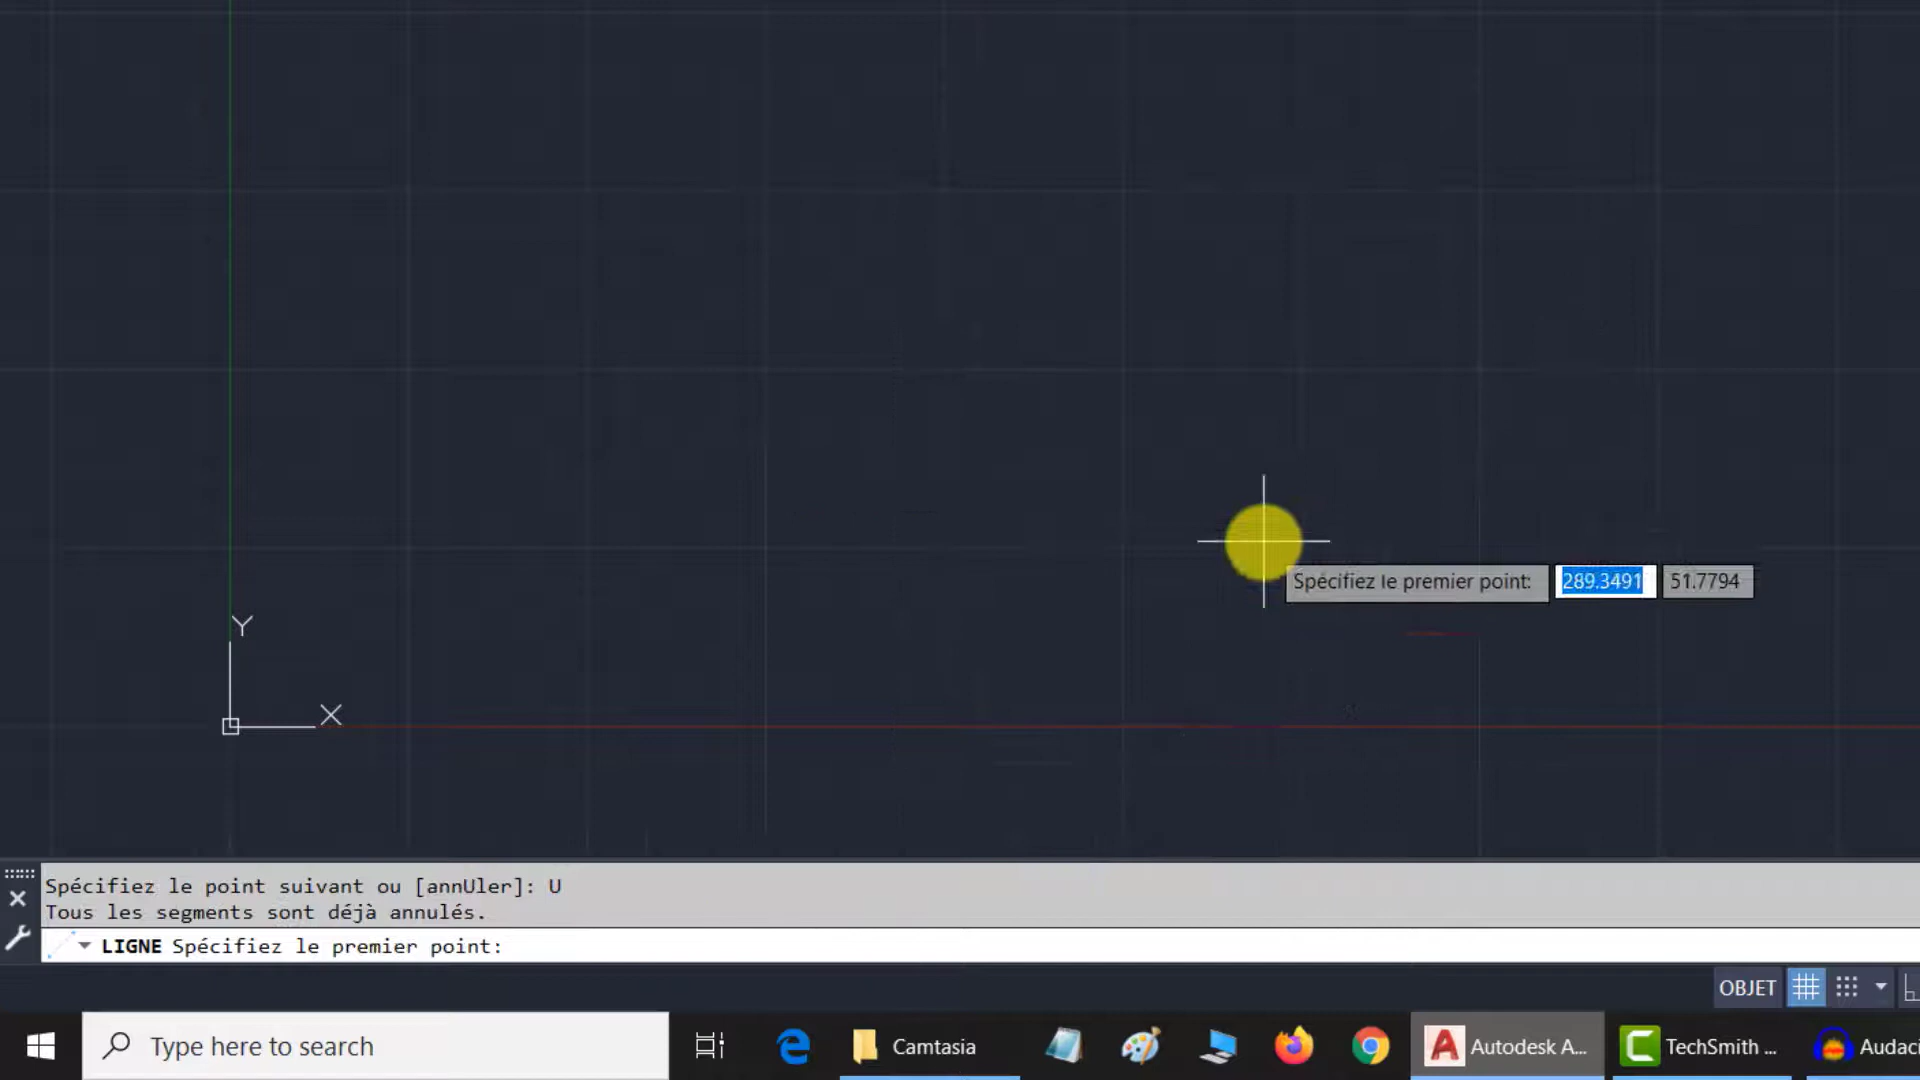 Spécifiez le premier point: 289.3491 51.7794
Y
X
Spécifiez le point suivant ou [annUler]: U
Tous les segments sont déjà annulés.
LIGNE Spécifiez le premier point:
OBJET
Type here to search
Camtasia
Autodesk A...
TechSmith ...
Audaci